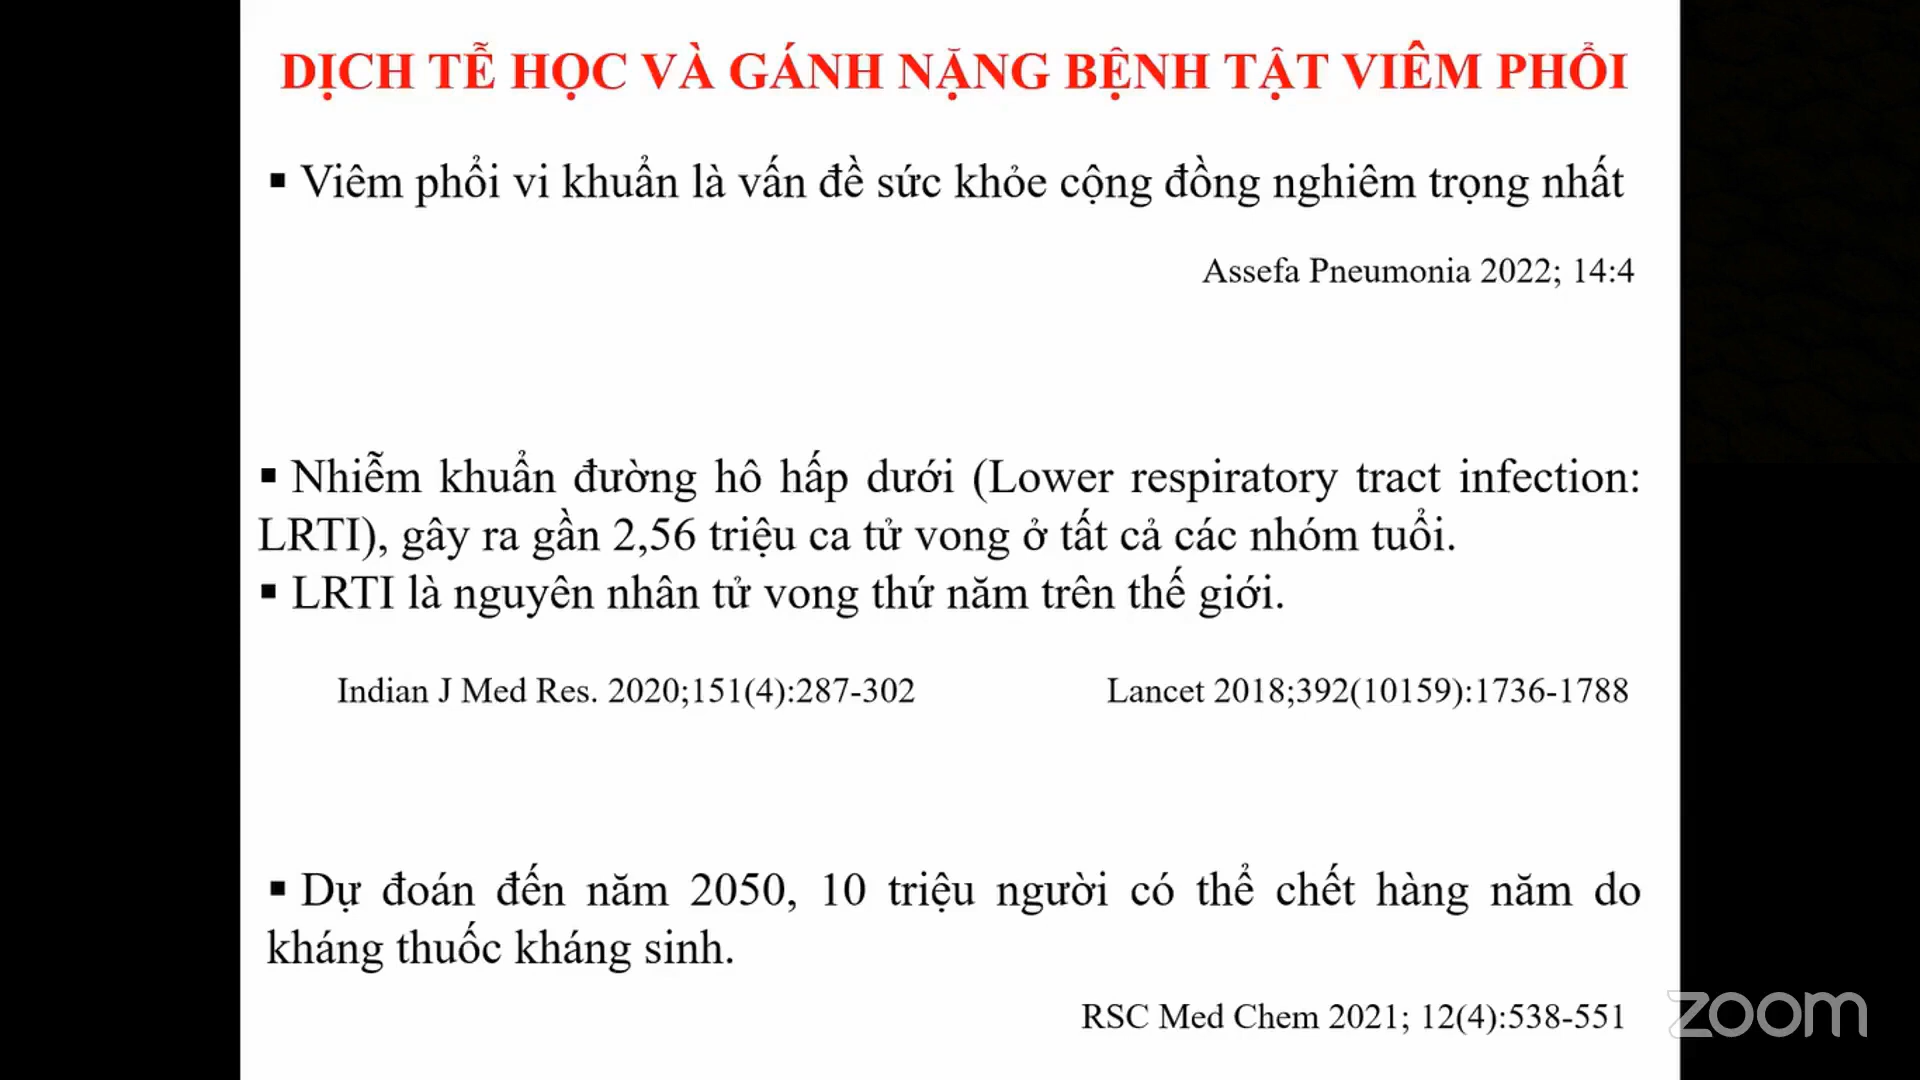 DỊCH TỄ HỌC VÀ GÁNH NẶNG BỆNH TẬT VIÊM PHỔI
▪ Viêm phổi vi khuẩn là vấn đề sức khỏe cộng đồng nghiêm trọng nhất
Assefa Pneumonia 2022; 14:4
▪ Nhiễm khuẩn đường hô hấp dưới (Lower respiratory tract infection:
LRTI), gây ra gần 2,56 triệu ca tử vong ở tất cả các nhóm tuổi.
▪ LRTI là nguyên nhân tử vong thứ năm trên thế giới.
Indian J Med Res. 2020;151(4):287-302
Lancet 2018;392(10159):1736-1788
▪ Dự đoán đến năm 2050, 10 triệu người có thể chết hàng năm do
kháng thuốc kháng sinh.
RSC Med Chem 2021; 12(4):538-551
zoom